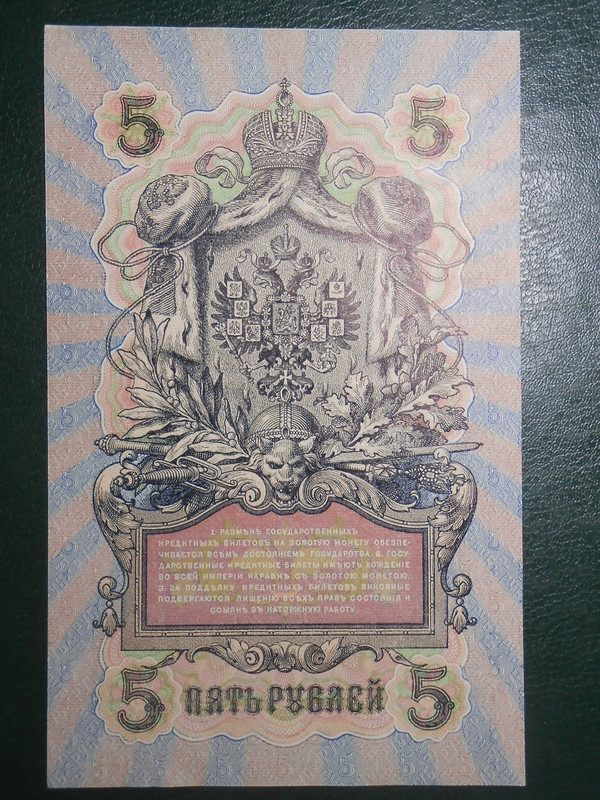 5 5
1. РАЗМѢНЪ ГОСУДАРСТВЕННЫХЪ
КРЕДИТНЫХЪ БИЛЕТОВЪ НА ЗОЛОТУЮ МОНЕТУ ОБЕЗПЕ-
ЧИВАЕТСЯ ВСѢМЪ ДОСТОЯНІЕМЪ ГОСУДАРСТВА. 2. ГОСУ-
ДАРСТВЕННЫЕ КРЕДИТНЫЕ БИЛЕТЫ ИМѢЮТЪ ХОЖДЕНІЕ
ВО ВСЕЙ ИМПЕРІИ НАРАВНѢ СЪ ЗОЛОТОЮ МОНЕТОЮ.
3. ЗА ПОДДѢЛКУ КРЕДИТНЫХЪ БИЛЕТОВЪ ВИНОВНЫЕ
ПОДВЕРГАЮТСЯ ЛИШЕНІЮ ВСѢХЪ ПРАВЪ СОСТОЯНІЯ И
ССЫЛКѢ ВЪ КАТОРЖНУЮ РАБОТУ.
5 ПЯТЬ РУБЛЕЙ 5